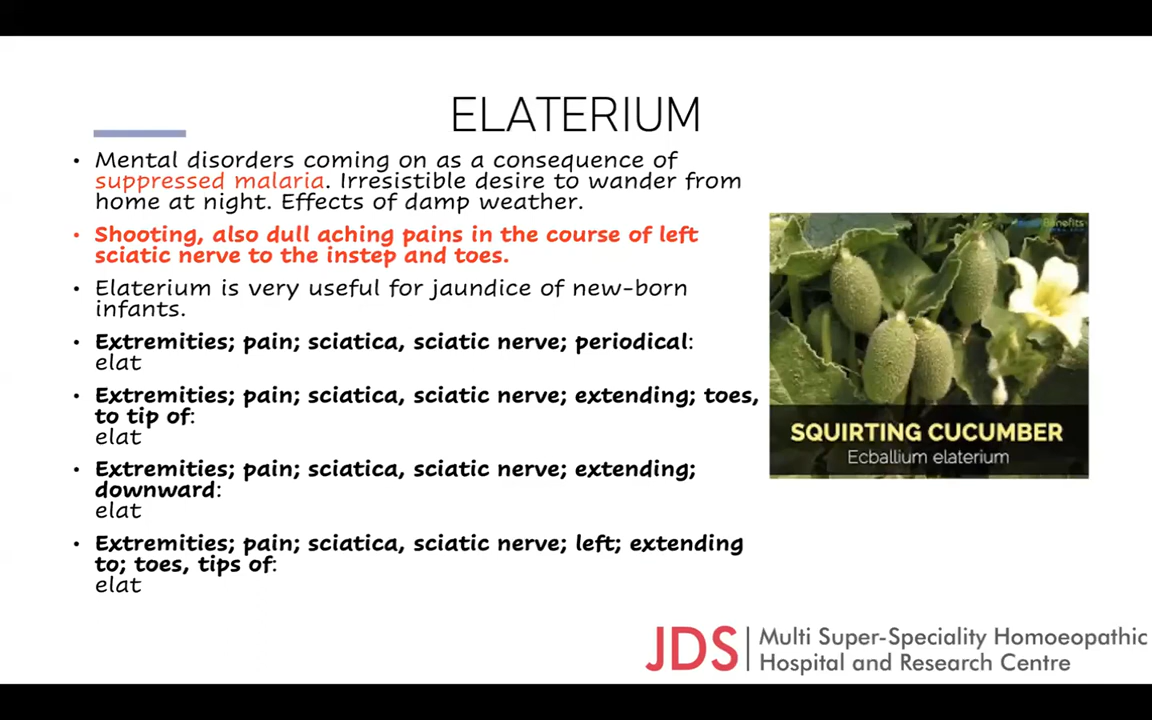 ELATERIUM
• Mental disorders coming on as a consequence of
suppressed malaria. Irresistible desire to wander from
home at night. Effects of damp weather.
• Shooting, also dull aching pains in the course of left
sciatic nerve to the instep and toes.
• Elaterium is very useful for jaundice of new-born
infants.
• Extremities; pain; sciatica, sciatic nerve; periodical:
elat
• Extremities; pain; sciatica, sciatic nerve; extending; toes,
to tip of:
elat
• Extremities; pain; sciatica, sciatic nerve; extending;
downward:
elat
• Extremities; pain; sciatica, sciatic nerve; left; extending
to; toes, tips of:
elat
Benefits
SQUIRTING CUCUMBER
Ecballium elaterium
JDS
Multi Super-Speciality Homoeopathic
Hospital and Research Centre